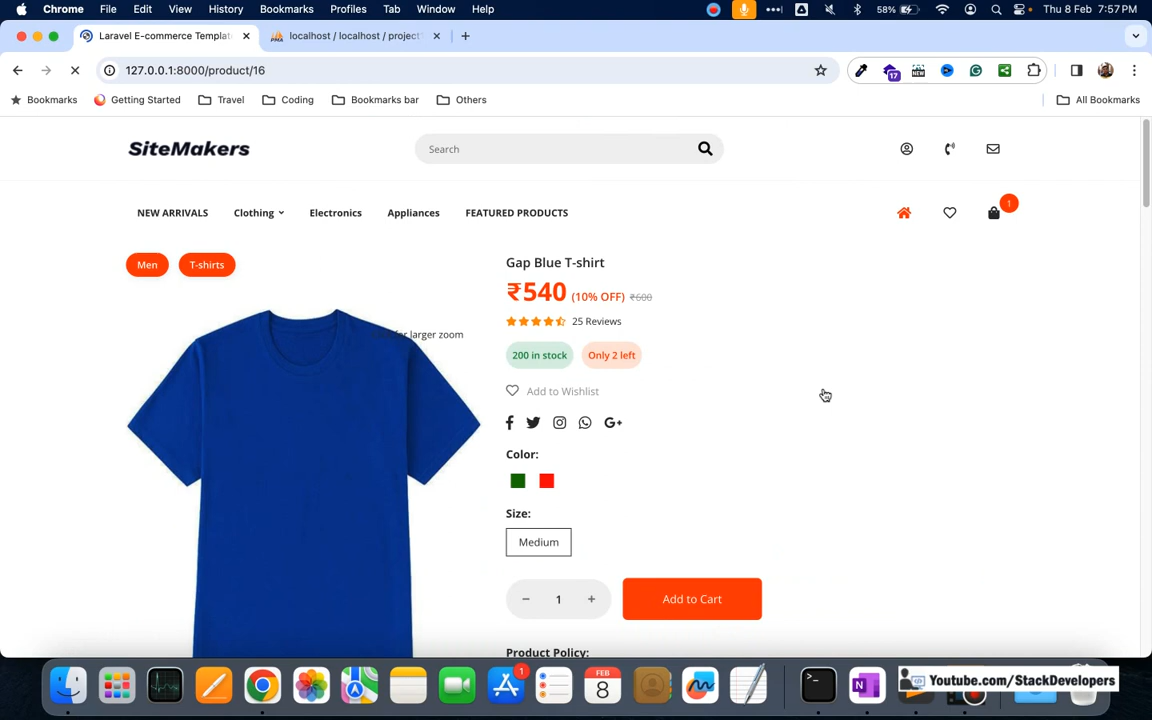 Chrome File Edit View History Bookmarks Profiles Tab Window Help 58% Thu 8 Feb 7:57 PM
Laravel E-commerce Templat
localhost / localhost / project
127.0.0.1:8000/product/16
NEW
17
Bookmarks Getting Started Travel Coding Bookmarks bar Others All Bookmarks
SiteMakers
Search
NEW ARRIVALS Clothing Electronics Appliances FEATURED PRODUCTS
1
Men T-shirts
Gap Blue T-shirt
₹540 (10% OFF) ₹600
25 Reviews
for larger zoom
200 in stock Only 2 left
Add to Wishlist
Color:
Size:
Medium
− 1 +
Add to Cart
Product Policy:
1
FEB
8
Youtube.com/StackDevelopers